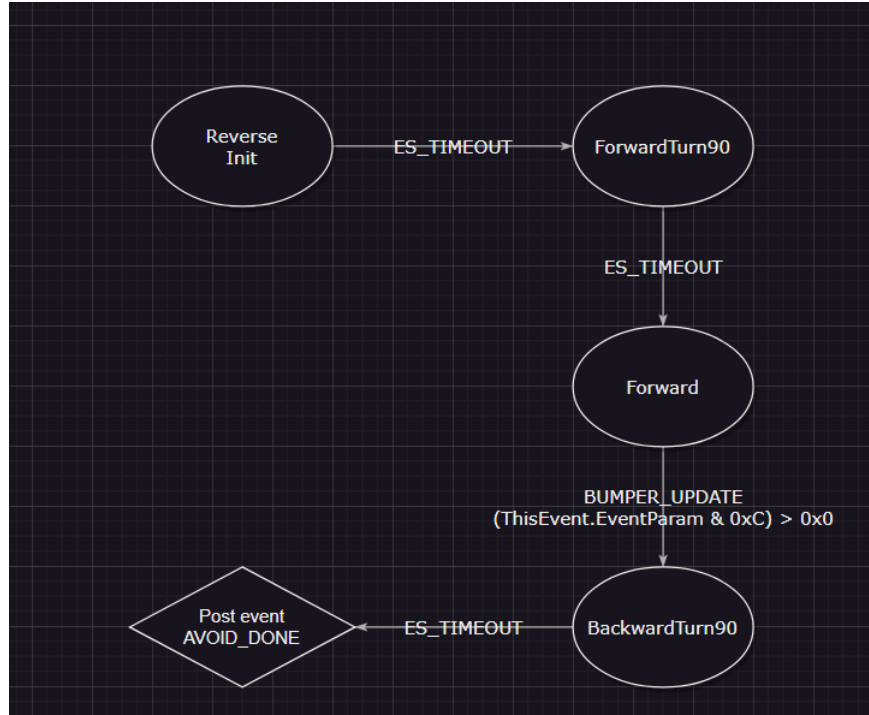 Reverse
Init
ES_TIMEOUT
ForwardTurn90
ES_TIMEOUT
Forward
BUMPER_UPDATE
(ThisEvent.EventParam & 0xC) > 0x0
Post event
AVOID_DONE
ES_TIMEOUT
BackwardTurn90